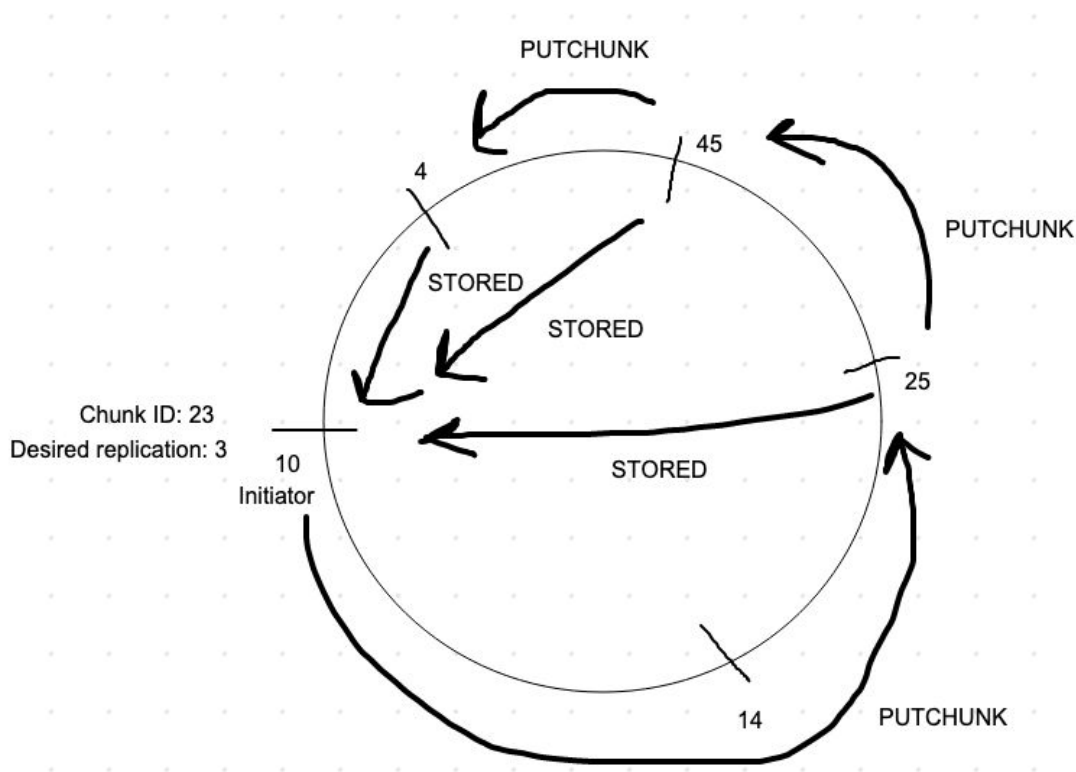 PUTCHUNK
45
4
PUTCHUNK
STORED
STORED
25
Chunk ID: 23
Desired replication: 3
10
Initiator
STORED
14
PUTCHUNK